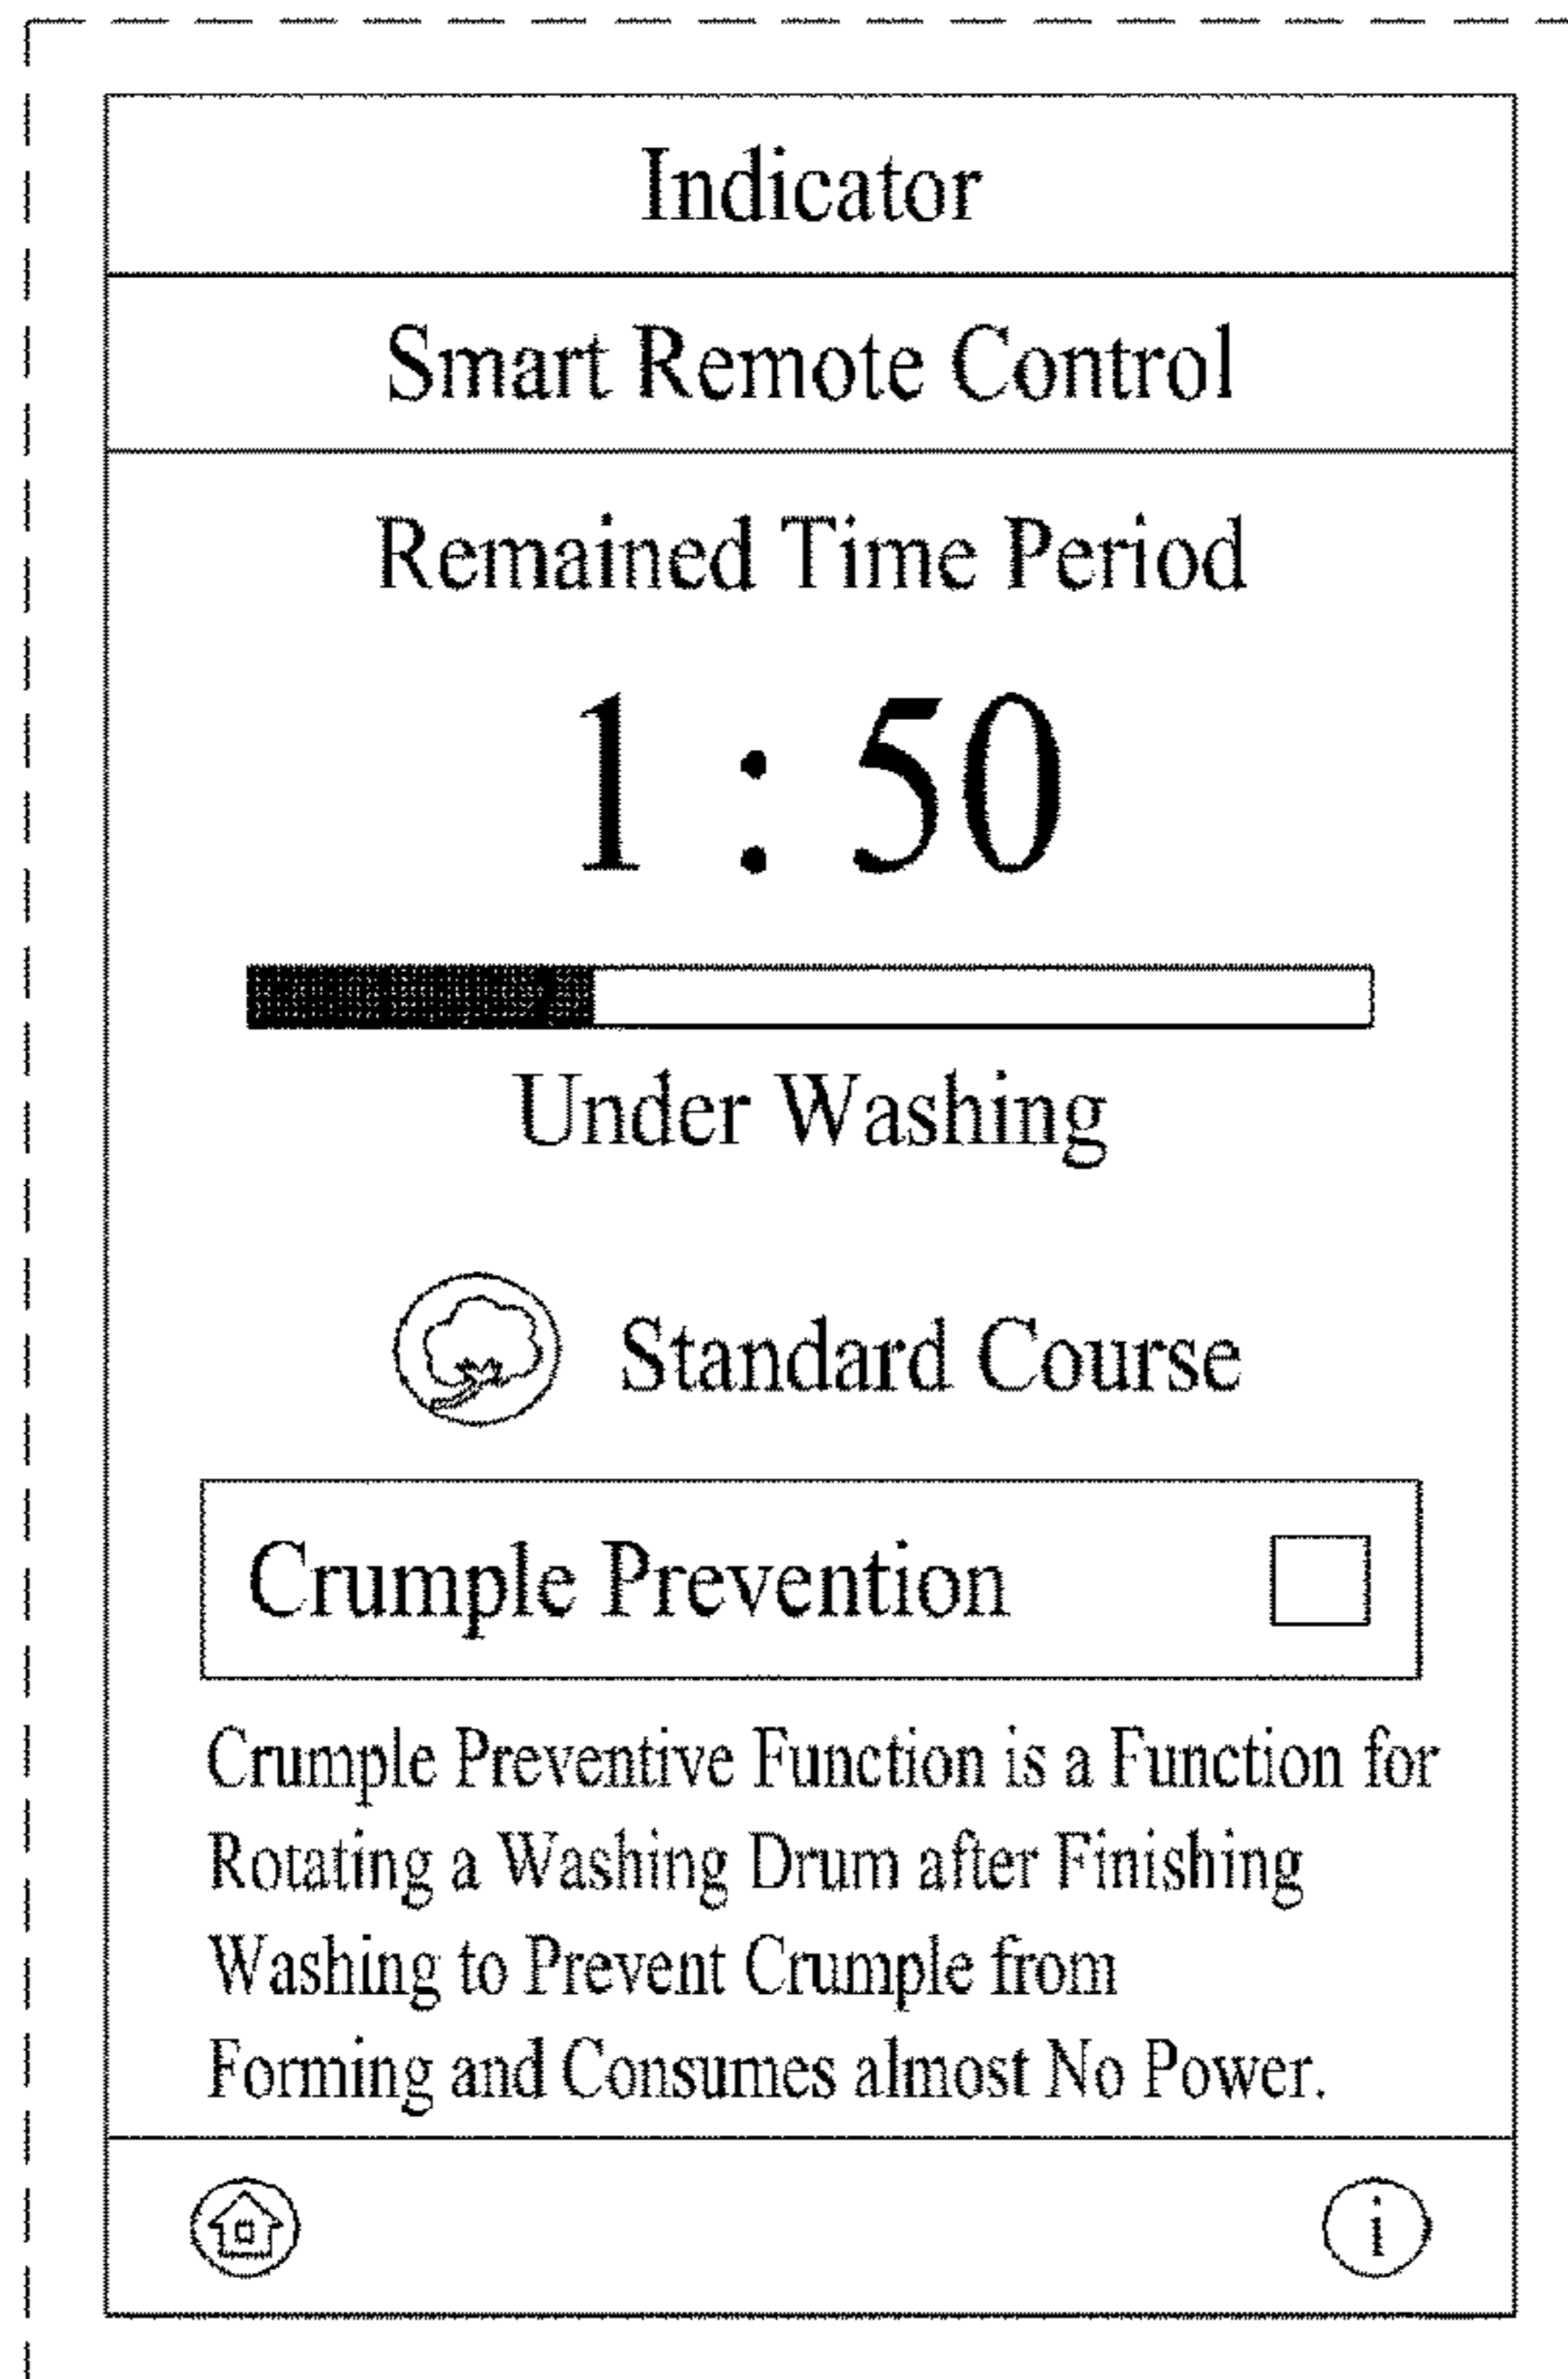 Indicator
Smart Remote Control
Remained Time Period
1 : 50
Under Washing
Standard Course
Crumple Prevention
Crumple Preventive Function is a Function for
Rotating a Washing Drum after Finishing
Washing to Prevent Crumple from
Forming and Consumes almost No Power.
i